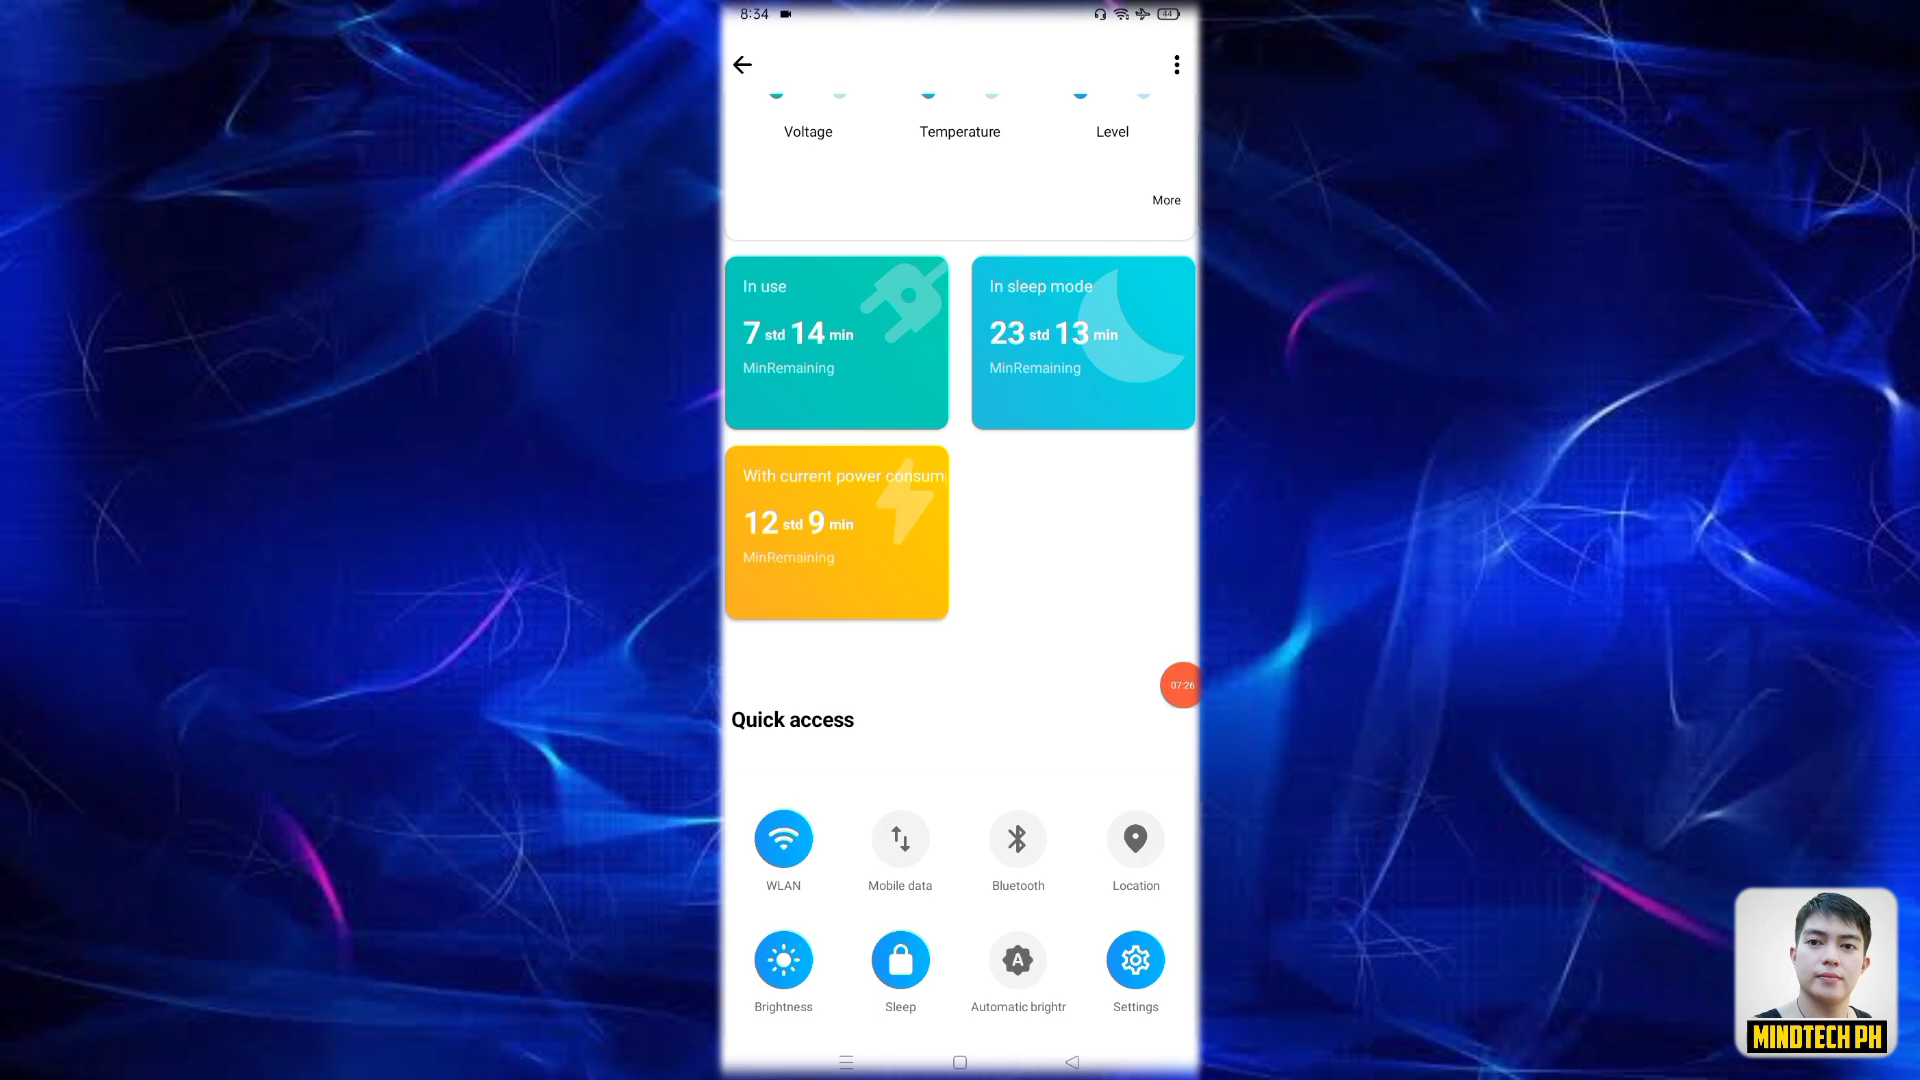 8:34
44
Voltage
Temperature
Level
More
In use
7 std 14 min
MinRemaining
In sleep mode
23 std 13 min
MinRemaining
With current power consum
12 std 9 min
MinRemaining
07:26
Quick access
WLAN
Mobile data
Bluetooth
Location
Brightness
Sleep
A
Automatic brightr
Settings
MINDTECH PH